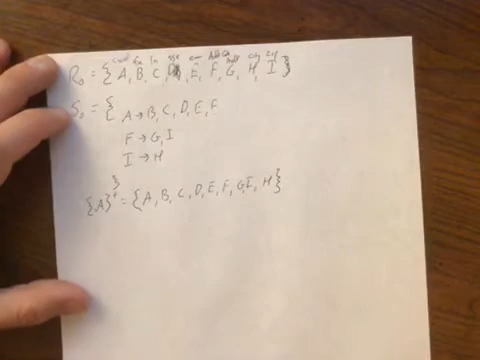 R₀ = { A, B, C, D, E, F, G, H, I }
S₀ = { A → B, C, D, E, F
F → G, I
I → H
}
{A}⁺ = { A, B, C, D, E, F, G, I, H }